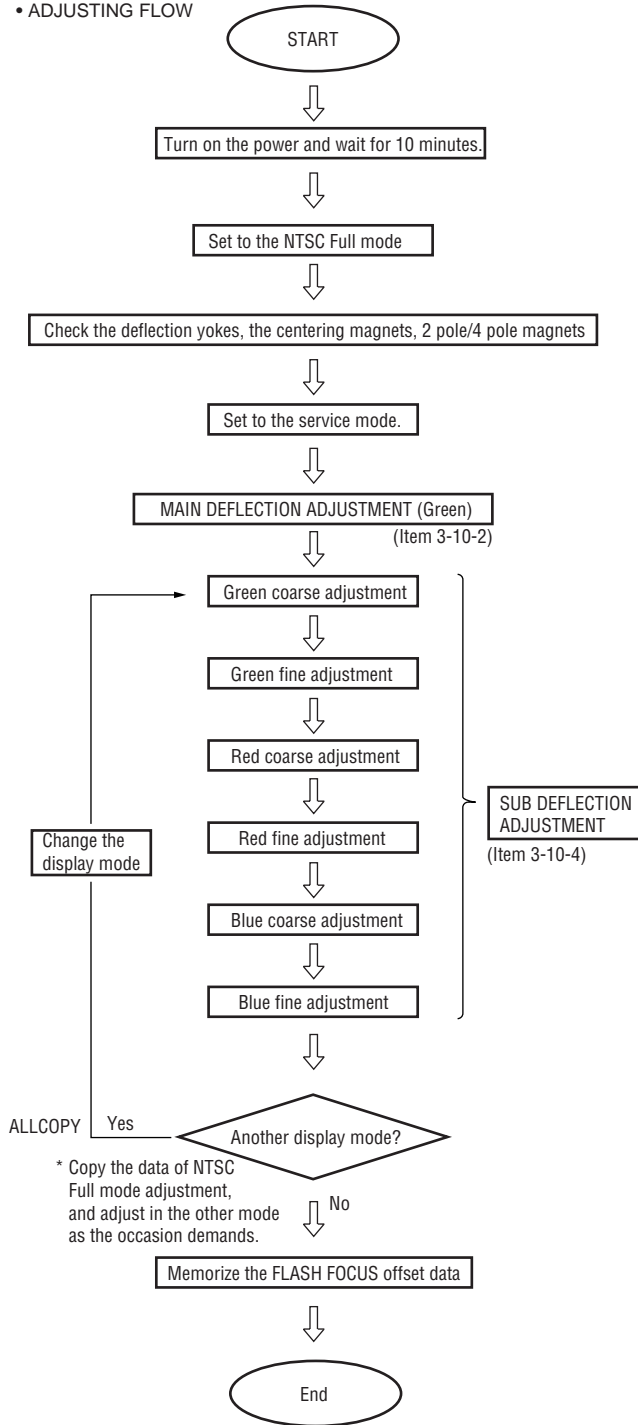 • ADJUSTING FLOW
START
Turn on the power and wait for 10 minutes.
Set to the NTSC Full mode
Check the deflection yokes, the centering magnets, 2 pole/4 pole magnets
Set to the service mode.
MAIN DEFLECTION ADJUSTMENT (Green)
(Item 3-10-2)
Green coarse adjustment
Green fine adjustment
Red coarse adjustment
Red fine adjustment
Blue coarse adjustment
Blue fine adjustment
SUB DEFLECTION
ADJUSTMENT
(Item 3-10-4)
Change the
display mode
ALLCOPY Yes
Another display mode?
* Copy the data of NTSC
Full mode adjustment,
and adjust in the other mode
as the occasion demands.
No
Memorize the FLASH FOCUS offset data
End